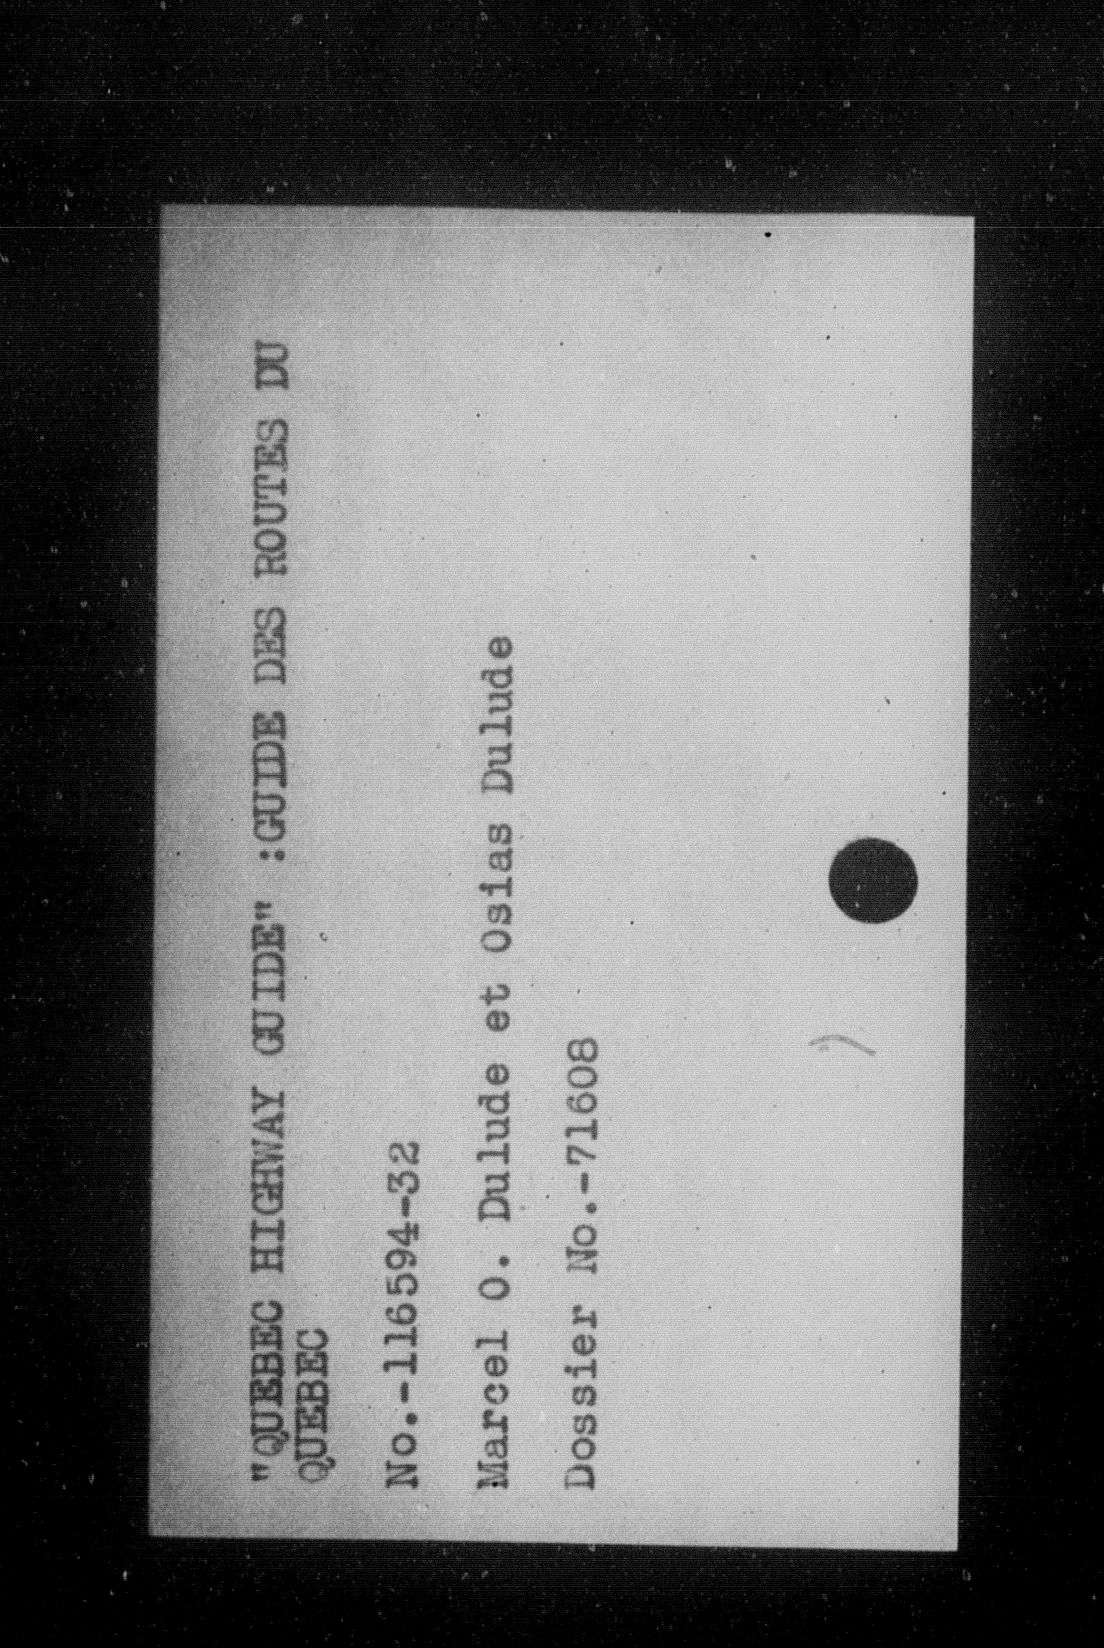 "QUEBEC HIGHWAY GUIDE" :GUIDE DES ROUTES DU
QUEBEC
No.-116594-32
Marcel O. Dulude et Osias Dulude
Dossier No.-71608